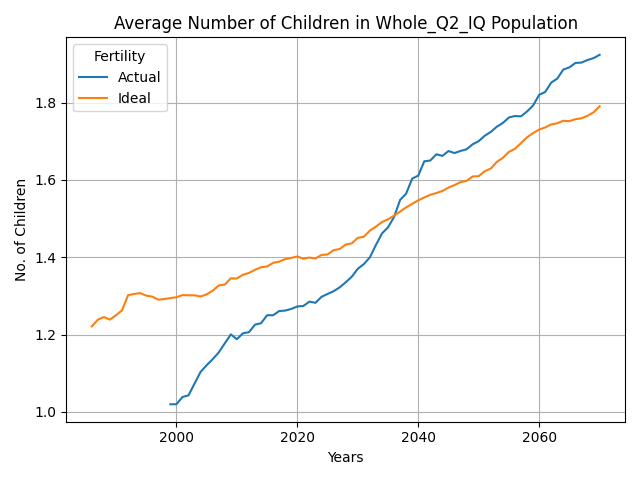 Average Number of Children in Whole_Q2_IQ Population
Fertility
Actual
Ideal
1.8
1.6
1.4
1.2
1.0
No. of Children
2000 2020 2040 2060
Years